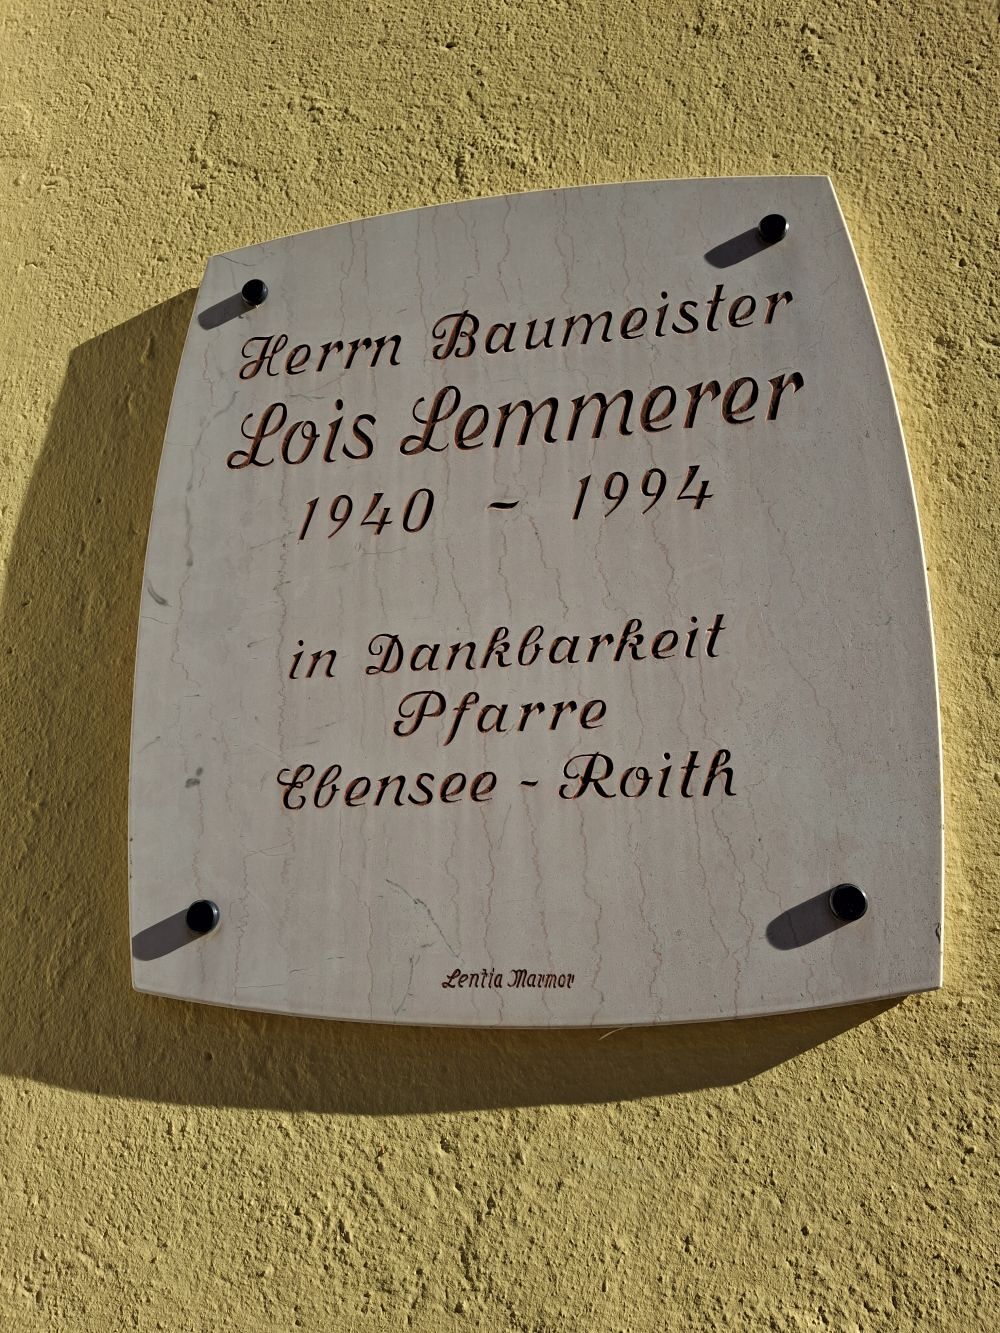 Herrn Baumeister
Lois Lemmerer
1940 - 1994
in Dankbarkeit
Pfarre
Ebensee - Roith
Lentia Marmor